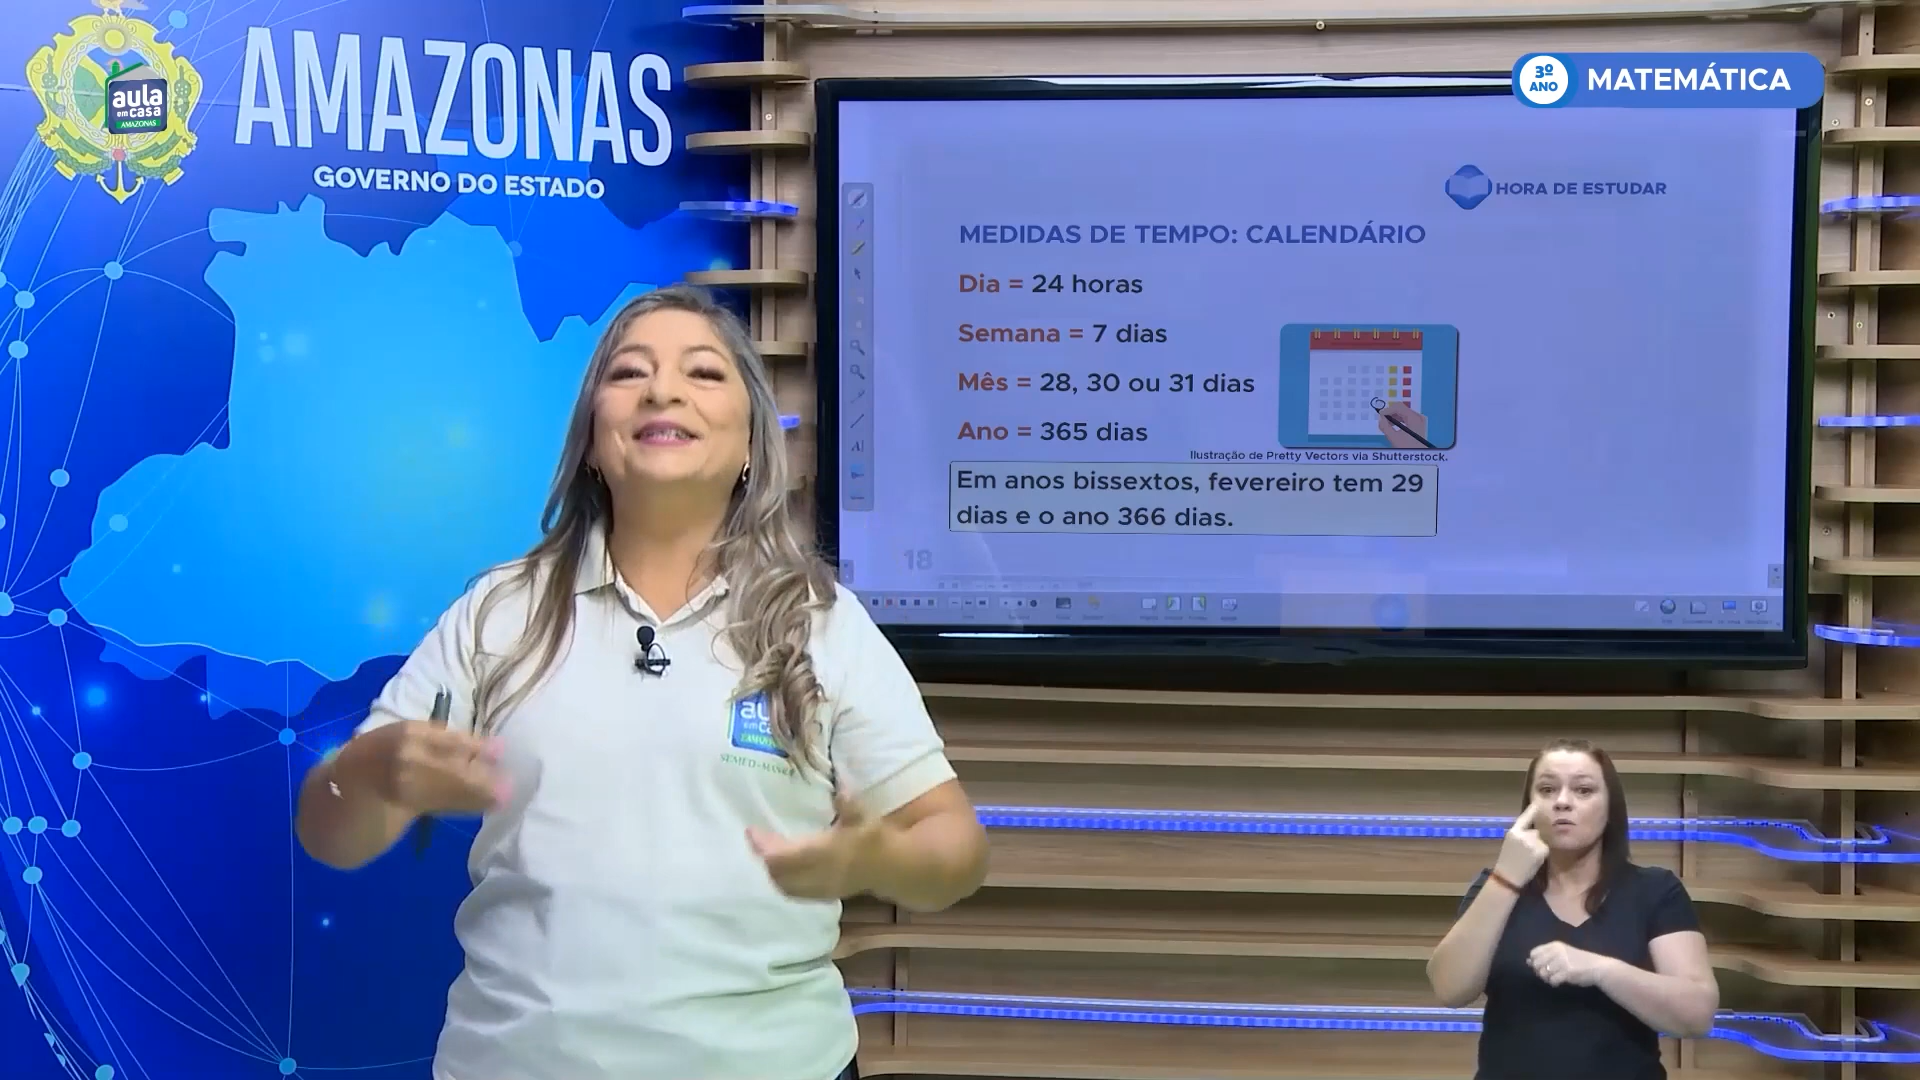 AMAZONAS
GOVERNO DO ESTADO
aula
em casa
AMAZONAS
3º
ANO
MATEMÁTICA
HORA DE ESTUDAR
MEDIDAS DE TEMPO: CALENDÁRIO
Dia = 24 horas
Semana = 7 dias
Mês = 28, 30 ou 31 dias
Ano = 365 dias
Ilustração de Pretty Vectors via Shutterstock.
Em anos bissextos, fevereiro tem 29
dias e o ano 366 dias.
18